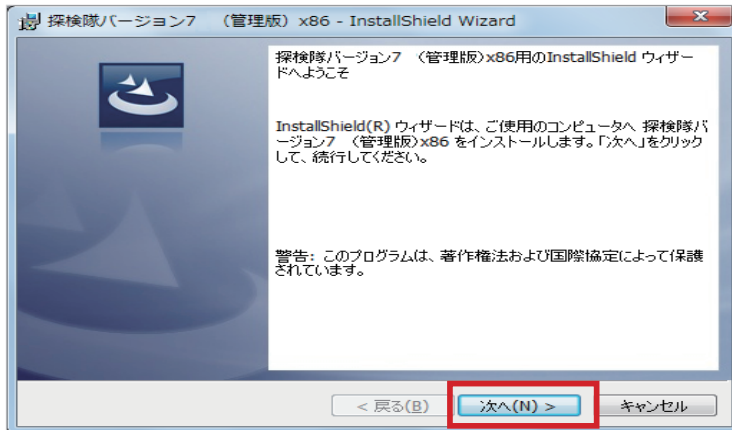 探検隊バージョン7　（管理版）x86 - InstallShield Wizard
探検隊バージョン7　（管理版）x86用のInstallShield ウィザー
ドへようこそ
InstallShield(R) ウィザードは、ご使用のコンピュータへ 探検隊バ
ージョン7　（管理版）x86 をインストールします。「次へ」をクリック
して、続行してください。
警告： このプログラムは、著作権法および国際協定によって保護
されています。
< 戻る(B)　次へ(N) >　キャンセル